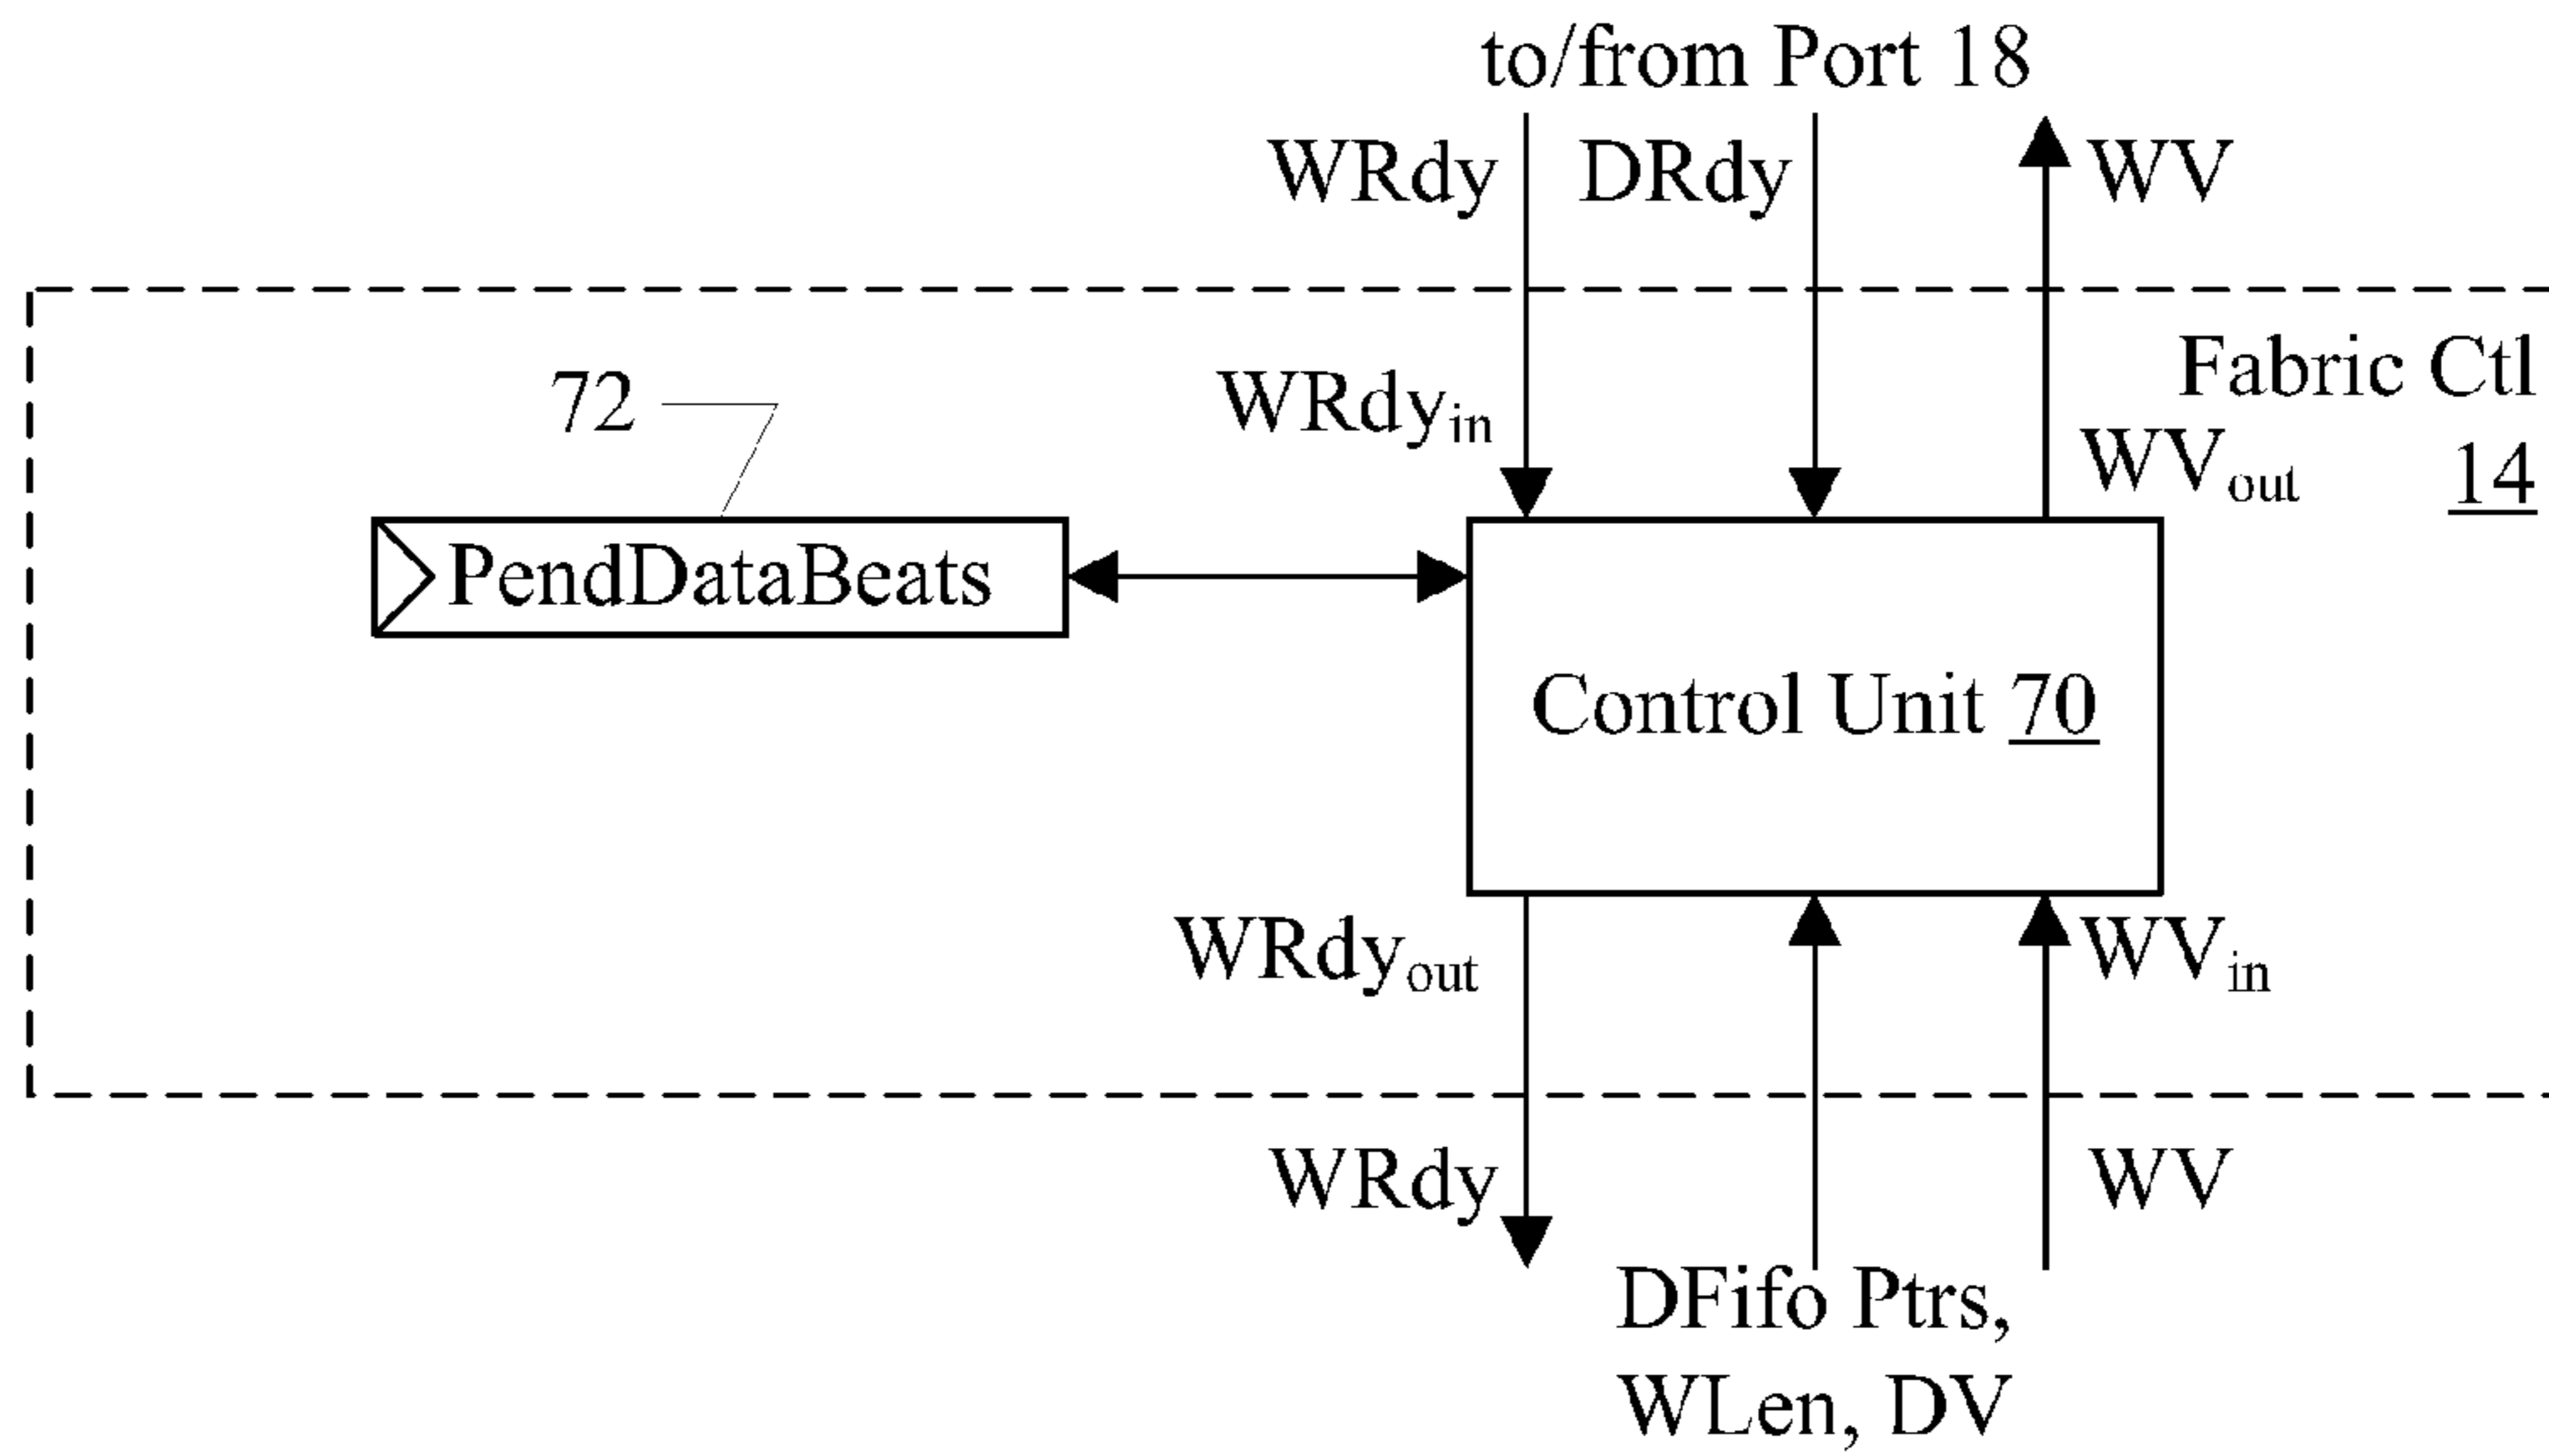 to/from Port 18
WRdy DRdy WV
Fabric Ctl
14
72
WRdyin
WVout
PendDataBeats
Control Unit 70
WRdyout
WVin
WRdy
WV
DFifo Ptrs,
WLen, DV